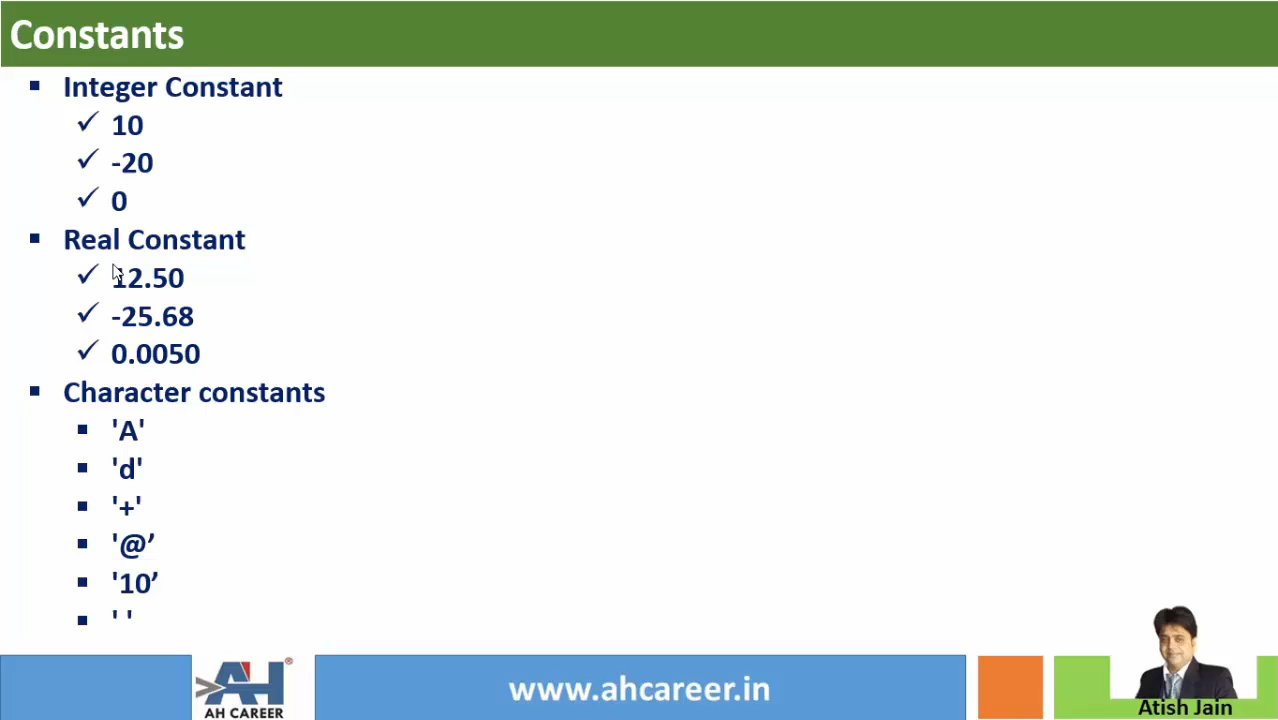 Constants
Integer Constant
10
-20
0
Real Constant
12.50
-25.68
0.0050
Character constants
'A'
'd'
'+'
'@’
'10’
' '
AH
®
AH CAREER
www.ahcareer.in
Atish Jain